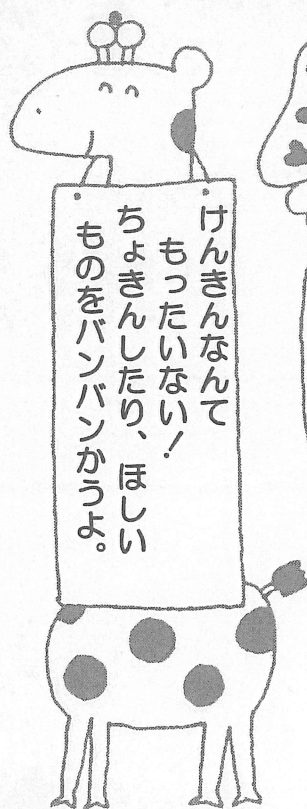 けんきんなんて
もったいない！
ちょきんしたり、ほしい
ものをバンバンかうよ。